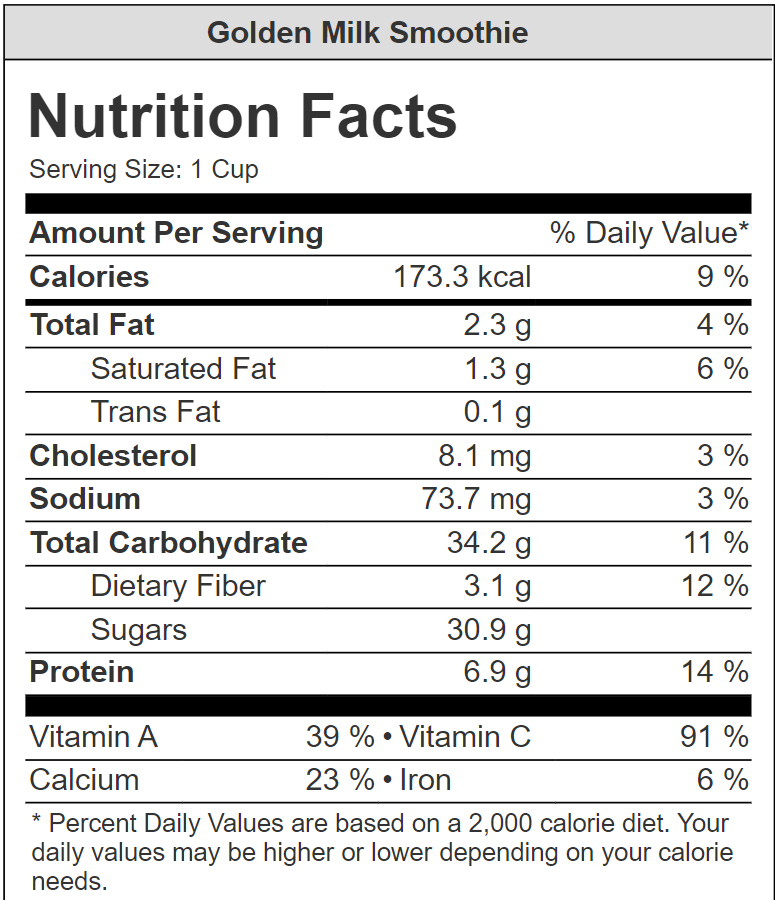 Golden Milk Smoothie
Nutrition Facts
Serving Size: 1 Cup
Amount Per Serving % Daily Value*
Calories 173.3 kcal 9 %
Total Fat 2.3 g 4 %
Saturated Fat 1.3 g 6 %
Trans Fat 0.1 g
Cholesterol 8.1 mg 3 %
Sodium 73.7 mg 3 %
Total Carbohydrate 34.2 g 11 %
Dietary Fiber 3.1 g 12 %
Sugars 30.9 g
Protein 6.9 g 14 %
Vitamin A 39 % • Vitamin C 91 %
Calcium 23 % • Iron 6 %
* Percent Daily Values are based on a 2,000 calorie diet. Your
daily values may be higher or lower depending on your calorie
needs.